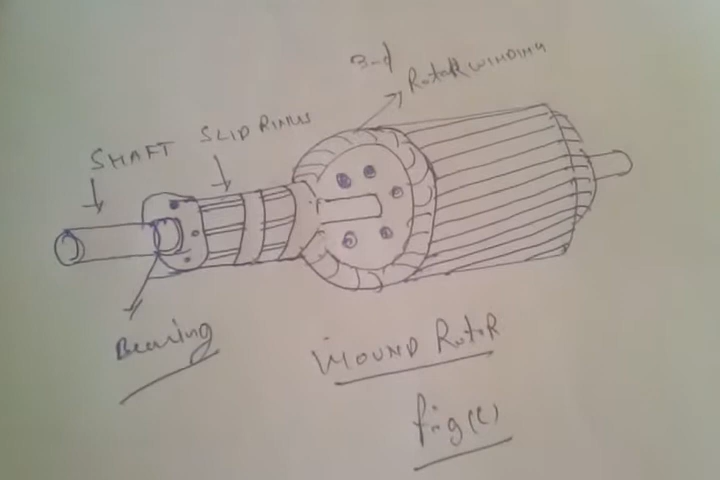 3-φ
Rotor WINDING
SHAFT
SLIP RINGS
Bearing
WOUND Rotor
fig(c)